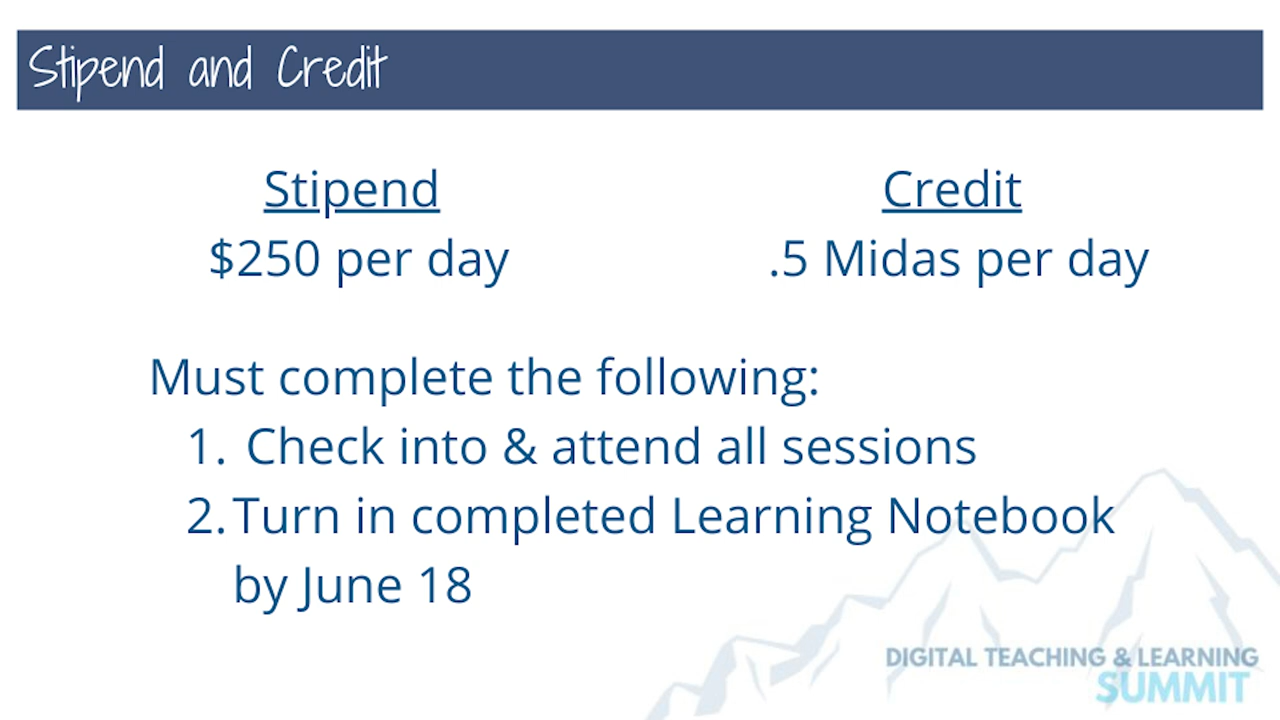 Stipend and Credit
Stipend
$250 per day
Credit
.5 Midas per day
Must complete the following:
1. Check into & attend all sessions
2. Turn in completed Learning Notebook
by June 18
DIGITAL TEACHING & LEARNING
SUMMIT